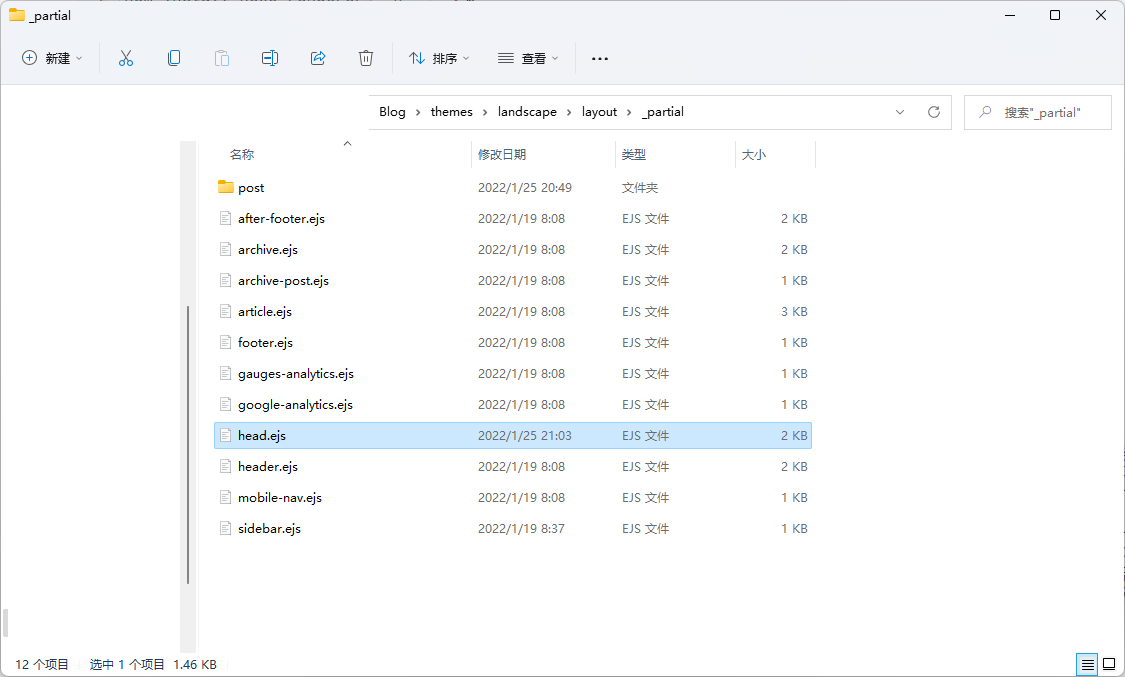 _partial
新建 排序 查看
Blog > themes > landscape > layout > _partial 搜索"_partial"
名称 修改日期 类型 大小
post 2022/1/25 20:49 文件夹
after-footer.ejs 2022/1/19 8:08 EJS 文件 2 KB
archive.ejs 2022/1/19 8:08 EJS 文件 2 KB
archive-post.ejs 2022/1/19 8:08 EJS 文件 1 KB
article.ejs 2022/1/19 8:08 EJS 文件 3 KB
footer.ejs 2022/1/19 8:08 EJS 文件 1 KB
gauges-analytics.ejs 2022/1/19 8:08 EJS 文件 1 KB
google-analytics.ejs 2022/1/19 8:08 EJS 文件 1 KB
head.ejs 2022/1/25 21:03 EJS 文件 2 KB
header.ejs 2022/1/19 8:08 EJS 文件 2 KB
mobile-nav.ejs 2022/1/19 8:08 EJS 文件 1 KB
sidebar.ejs 2022/1/19 8:37 EJS 文件 1 KB
12 个项目 选中 1 个项目 1.46 KB